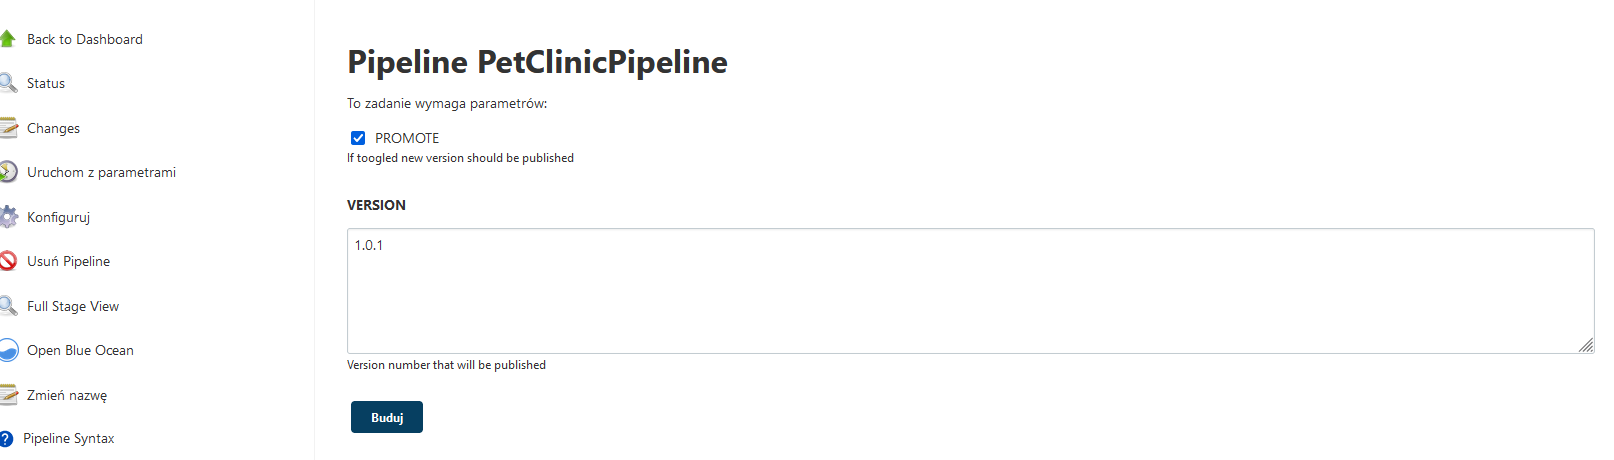 Back to Dashboard
Status
Changes
Uruchom z parametrami
Konfiguruj
Usuń Pipeline
Full Stage View
Open Blue Ocean
Zmień nazwę
Pipeline Syntax
Pipeline PetClinicPipeline
To zadanie wymaga parametrów:
PROMOTE
If toogled new version should be published
VERSION
1.0.1
Version number that will be published
Buduj